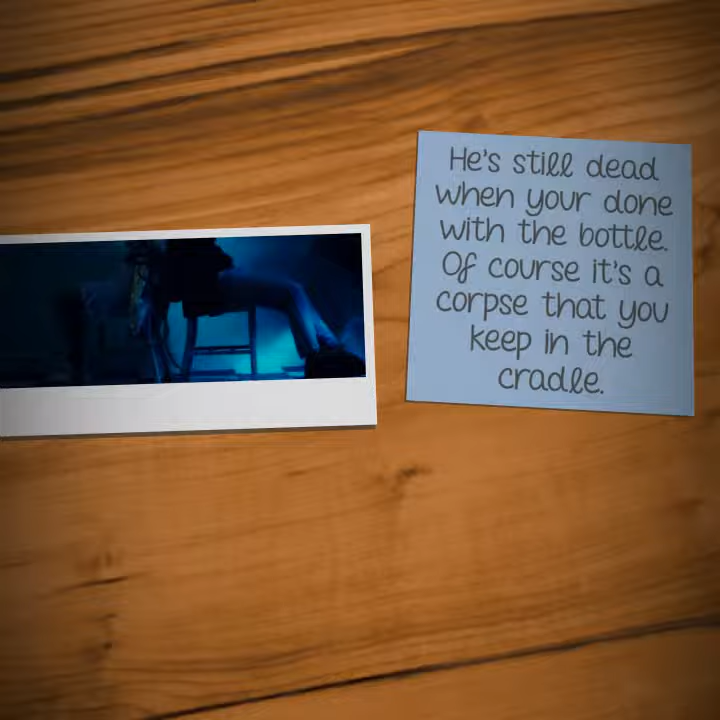 He's still dead
when your done
with the bottle.
Of course it's a
corpse that you
keep in the
cradle.